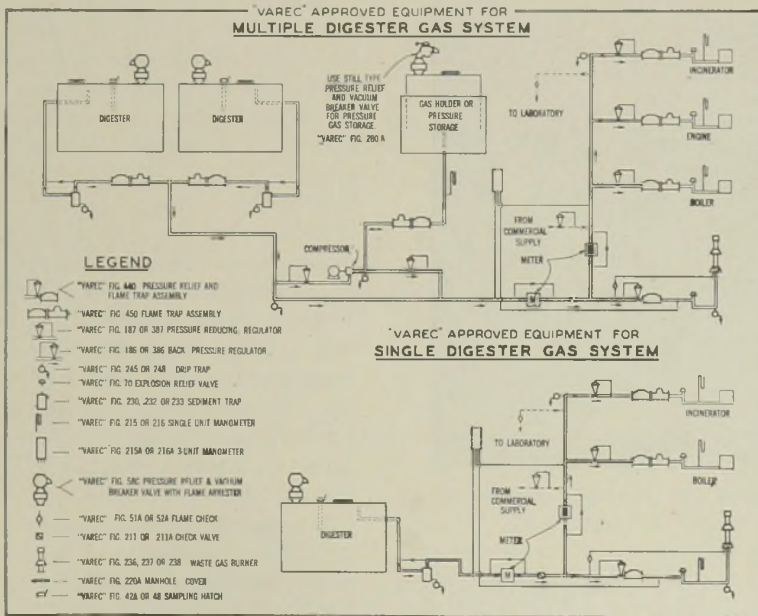 "VAREC" APPROVED EQUIPMENT FOR
MULTIPLE DIGESTER GAS SYSTEM
DIGESTER
DIGESTER
USE STILL TYPE
PRESSURE RELIEF
AND VACUUM
BREAKER VALVE
FOR PRESSURE
GAS STORAGE.
"VAREC" FIG. 280 A
GAS HOLDER OR
PRESSURE
STORAGE
TO LABORATORY
INCINERATOR
ENGINE
BOILER
FROM
COMMERCIAL
SUPPLY
COMPRESSOR
METER
M
LEGEND
"VAREC" FIG. 440 PRESSURE RELIEF AND
FLAME TRAP ASSEMBLY
"VAREC" FIG. 450 FLAME TRAP ASSEMBLY
"VAREC" FIG. 187 OR 387 PRESSURE REDUCING REGULATOR
"VAREC" FIG. 186 OR 386 BACK PRESSURE REGULATOR
"VAREC" FIG. 245 OR 248 DRIP TRAP
"VAREC" FIG. 70 EXPLOSION RELIEF VALVE
"VAREC" FIG. 230, 232 OR 233 SEDIMENT TRAP
"VAREC" FIG. 215 OR 216 SINGLE UNIT MANOMETER
"VAREC" FIG 215A OR 216A 3-UNIT MANOMETER
"VAREC" FIG. 58C PRESSURE RELIEF & VACUUM
BREAKER VALVE WITH FLAME ARRESTER
"VAREC" FIG. 51A OR 52A FLAME CHECK
"VAREC" FIG. 211 OR 211A CHECK VALVE
"VAREC" FIG. 236, 237 OR 238 WASTE GAS BURNER
"VAREC" FIG. 220A MANHOLE COVER
"VAREC" FIG. 42A OR 48 SAMPLING HATCH
"VAREC" APPROVED EQUIPMENT FOR
SINGLE DIGESTER GAS SYSTEM
INCINERATOR
TO LABORATORY
BOILER
FROM
COMMERCIAL
SUPPLY
DIGESTER
METER
M